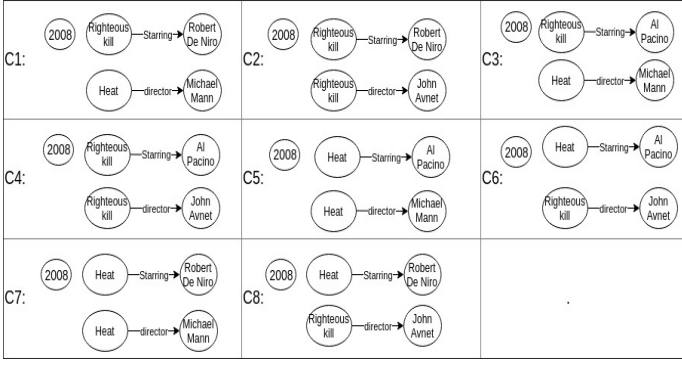 C1:
2008
Righteous
kill
Starring
Robert
De Niro
Heat
director
Michael
Mann
C2:
2008
Righteous
kill
Starring
Robert
De Niro
Righteous
kill
director
John
Avnet
C3:
2008
Righteous
kill
Starring
Al
Pacino
Heat
director
Michael
Mann
C4:
2008
Righteous
kill
Starring
Al
Pacino
Righteous
kill
director
John
Avnet
C5:
2008
Heat
Starring
Al
Pacino
Heat
director
Michael
Mann
C6:
2008
Heat
Starring
Al
Pacino
Righteous
kill
director
John
Avnet
C7:
2008
Heat
Starring
Robert
De Niro
Heat
director
Michael
Mann
C8:
2008
Heat
Starring
Robert
De Niro
Righteous
kill
director
John
Avnet
.